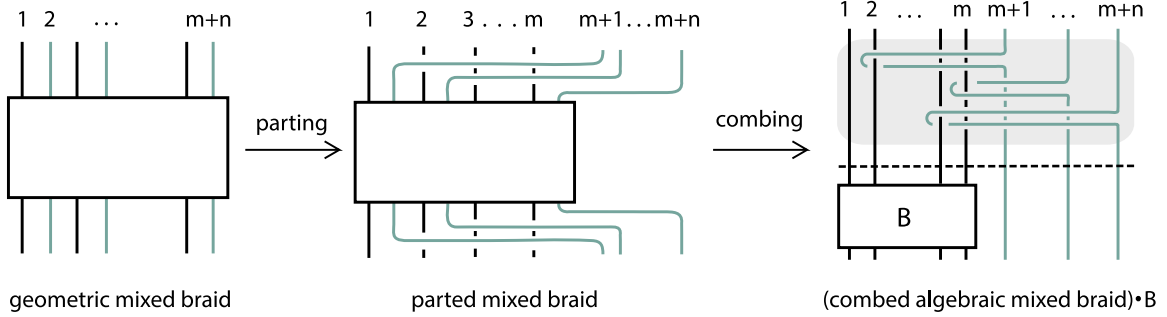 1 2 ... m+n
1 2 3 ... m m+1...m+n
1 2 ... m m+1 ... m+n
parting
combing
B
geometric mixed braid
parted mixed braid
(combed algebraic mixed braid)•B